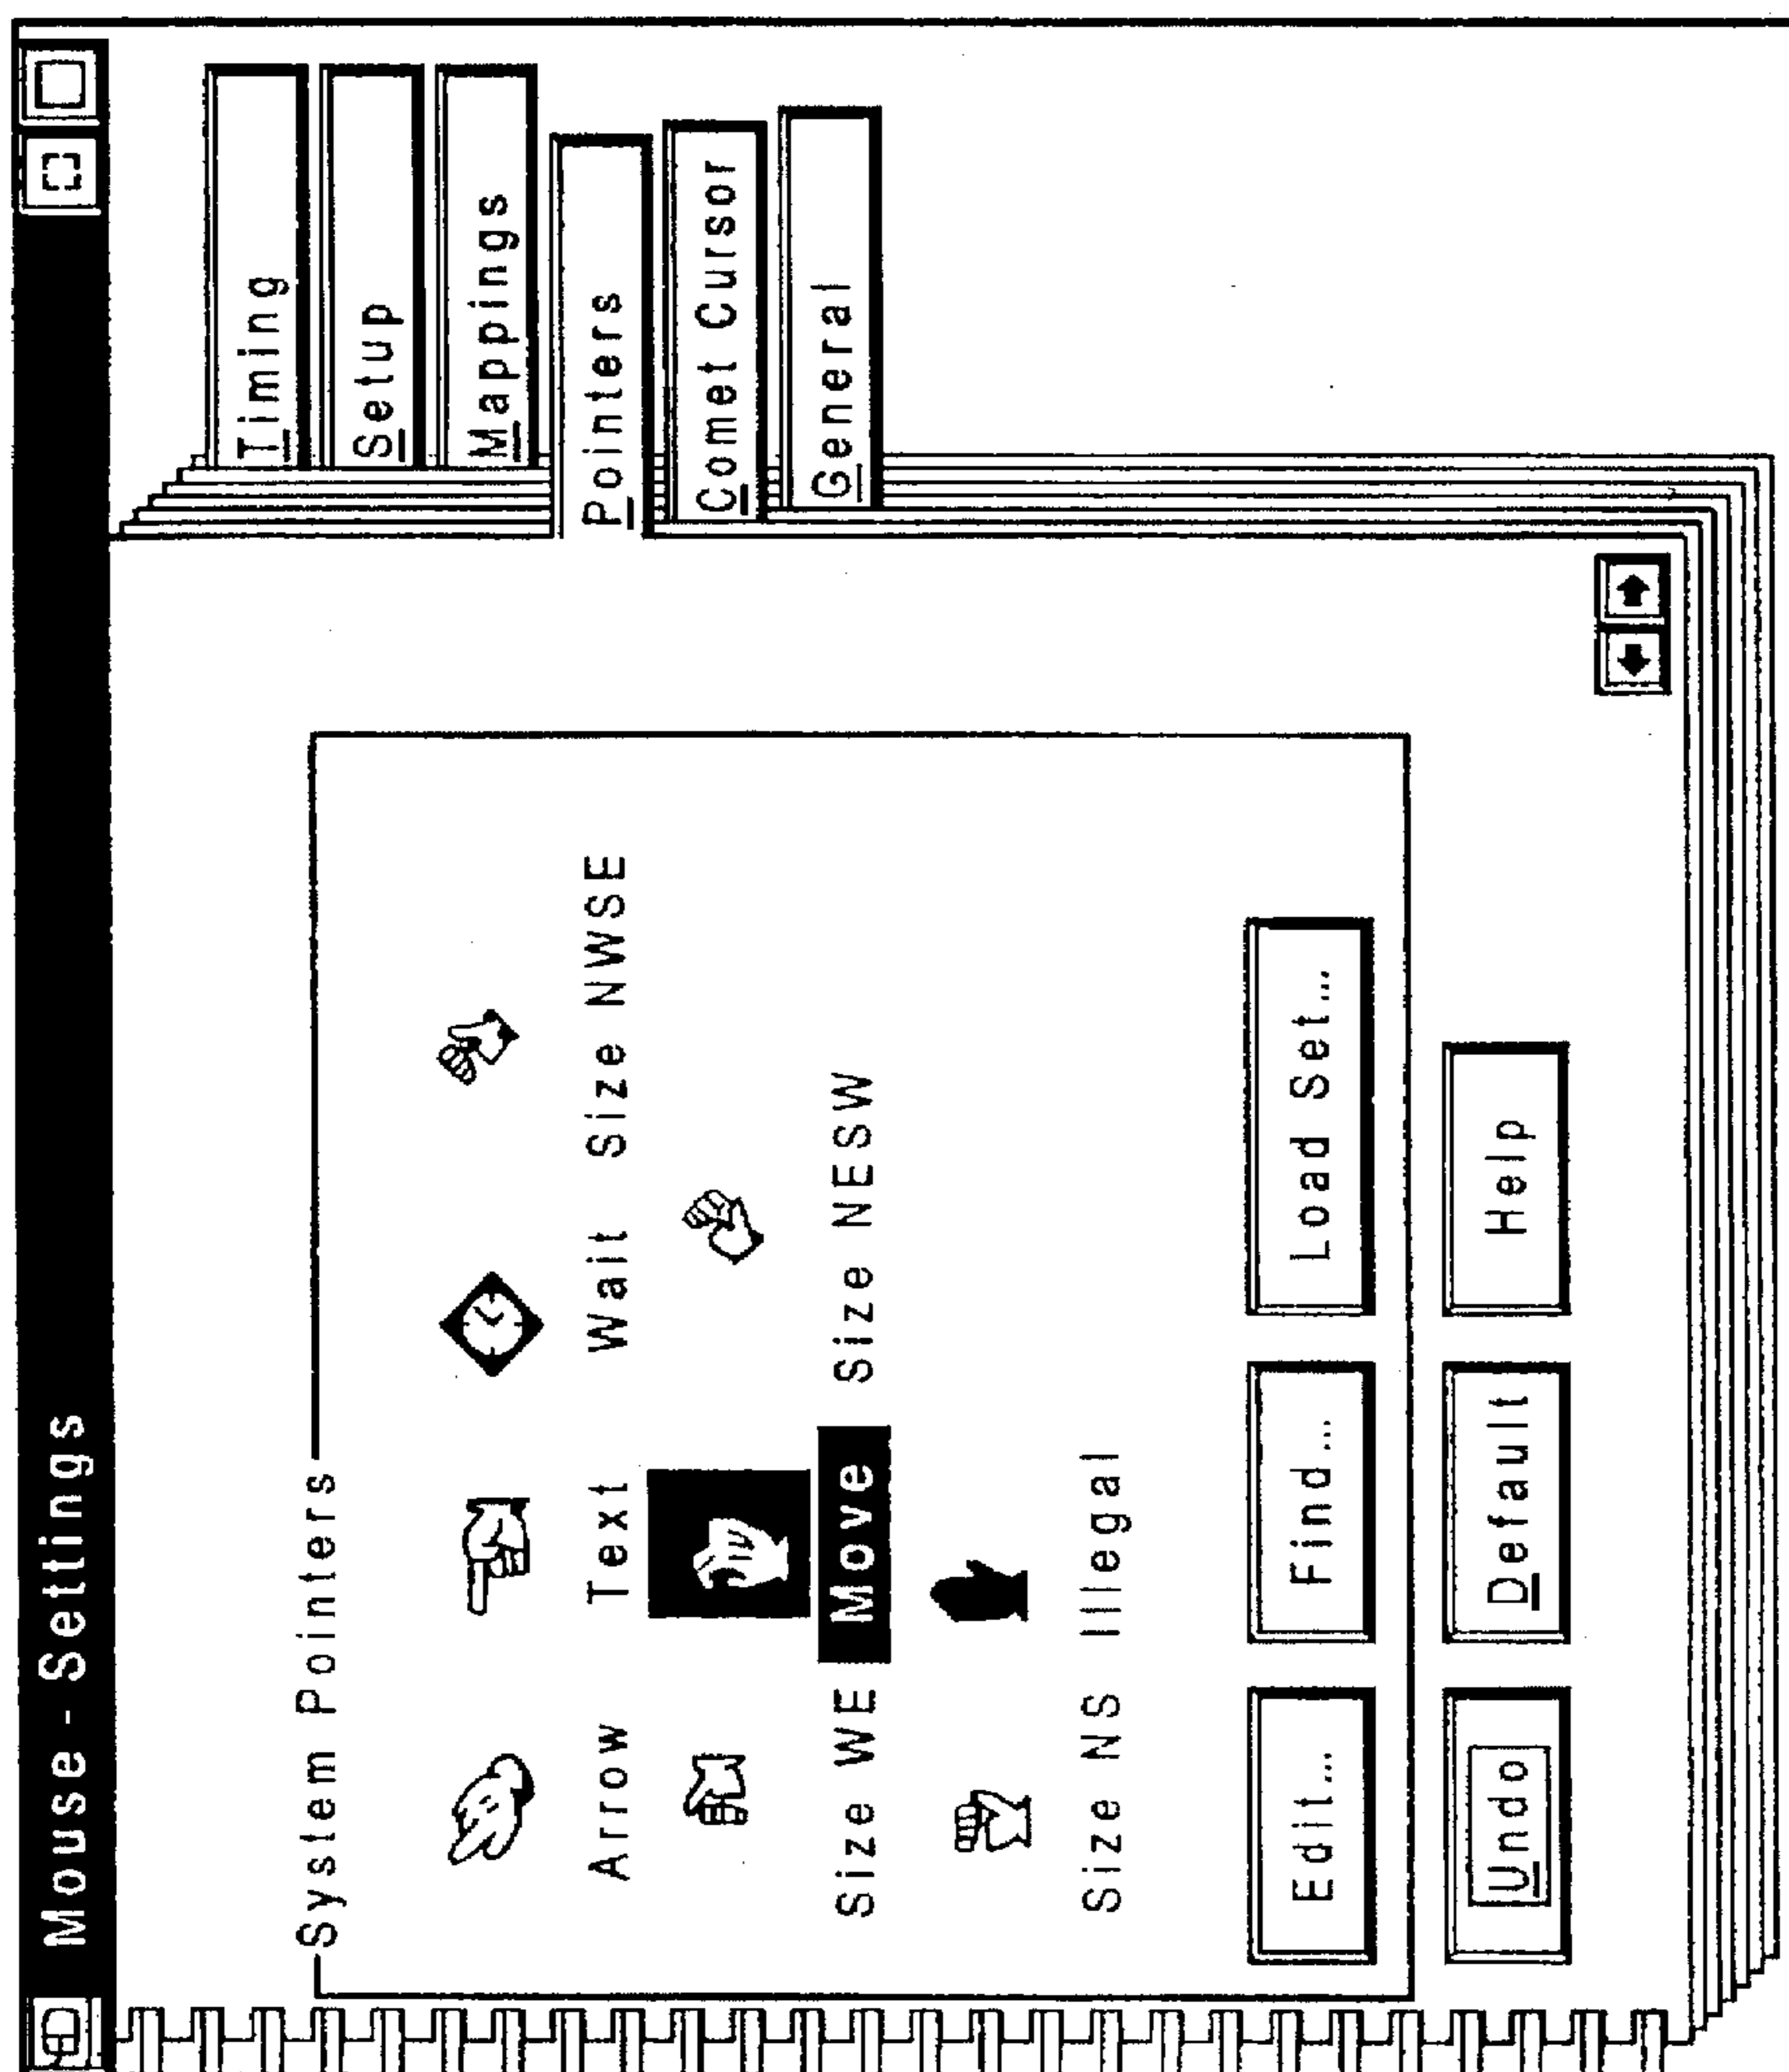 Mouse - Settings
Timing
Setup
Mappings
Pointers
Comet Cursor
General
System Pointers
Arrow Text Wait Size NWSE
Size WE Move Size NESW
Size NS Illegal
Edit... Find... Load Set...
Undo Default Help